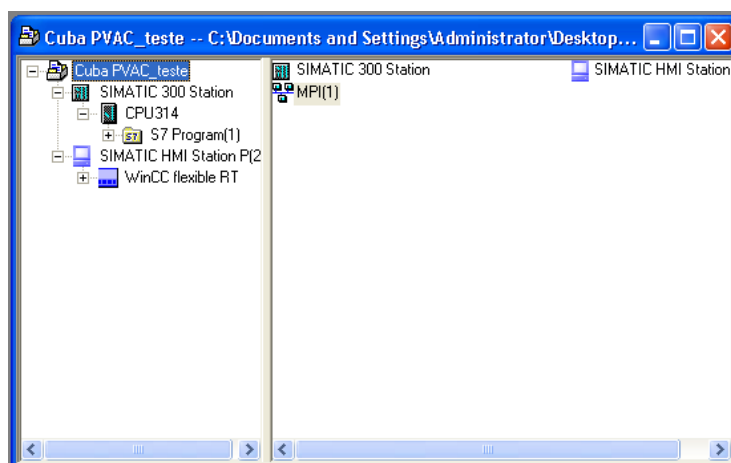 Cuba PVAC_teste -- C:\Documents and Settings\Administrator\Desktop...
Cuba PVAC_teste
SIMATIC 300 Station
CPU314
S7 Program(1)
SIMATIC HMI Station P(2
WinCC flexible RT
SIMATIC 300 Station
SIMATIC HMI Station
MPI(1)